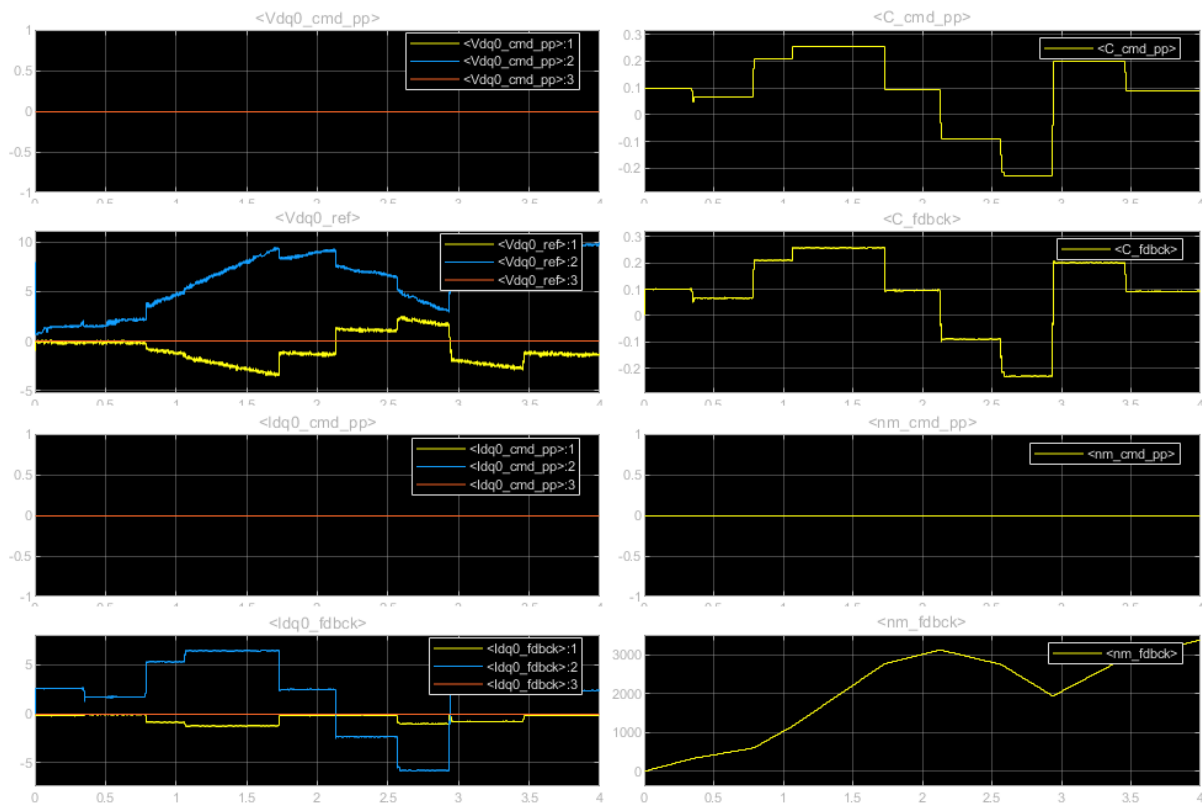 <Vdq0_cmd_pp>
1
0.5
0
-0.5
-1
0
<Vdq0_cmd_pp>:1
<Vdq0_cmd_pp>:2
<Vdq0_cmd_pp>:3
0.5 1 1.5 2 2.5 3 3.5 4
<C_cmd_pp>
0.3
0.2
0.1
0
-0.1
-0.2
<C_cmd_pp>
0 0.5 1 1.5 2 2.5 3 3.5 4
<Vdq0_ref>
10
5
0
-5
<Vdq0_ref>:1
<Vdq0_ref>:2
<Vdq0_ref>:3
0 0.5 1 1.5 2 2.5 3 3.5 4
<C_fdbck>
0.3
0.2
0.1
0
-0.1
-0.2
<C_fdbck>
0 0.5 1 1.5 2 2.5 3 3.5 4
<Idq0_cmd_pp>
1
0.5
0
-0.5
-1
<Idq0_cmd_pp>:1
<Idq0_cmd_pp>:2
<Idq0_cmd_pp>:3
0 0.5 1 1.5 2 2.5 3 3.5 4
<nm_cmd_pp>
1
0.5
0
-0.5
-1
<nm_cmd_pp>
0 0.5 1 1.5 2 2.5 3 3.5 4
<Idq0_fdbck>
5
0
-5
<Idq0_fdbck>:1
<Idq0_fdbck>:2
<Idq0_fdbck>:3
0 0.5 1 1.5 2 2.5 3 3.5 4
<nm_fdbck>
3000
2000
1000
0
<nm_fdbck>
0 0.5 1 1.5 2 2.5 3 3.5 4